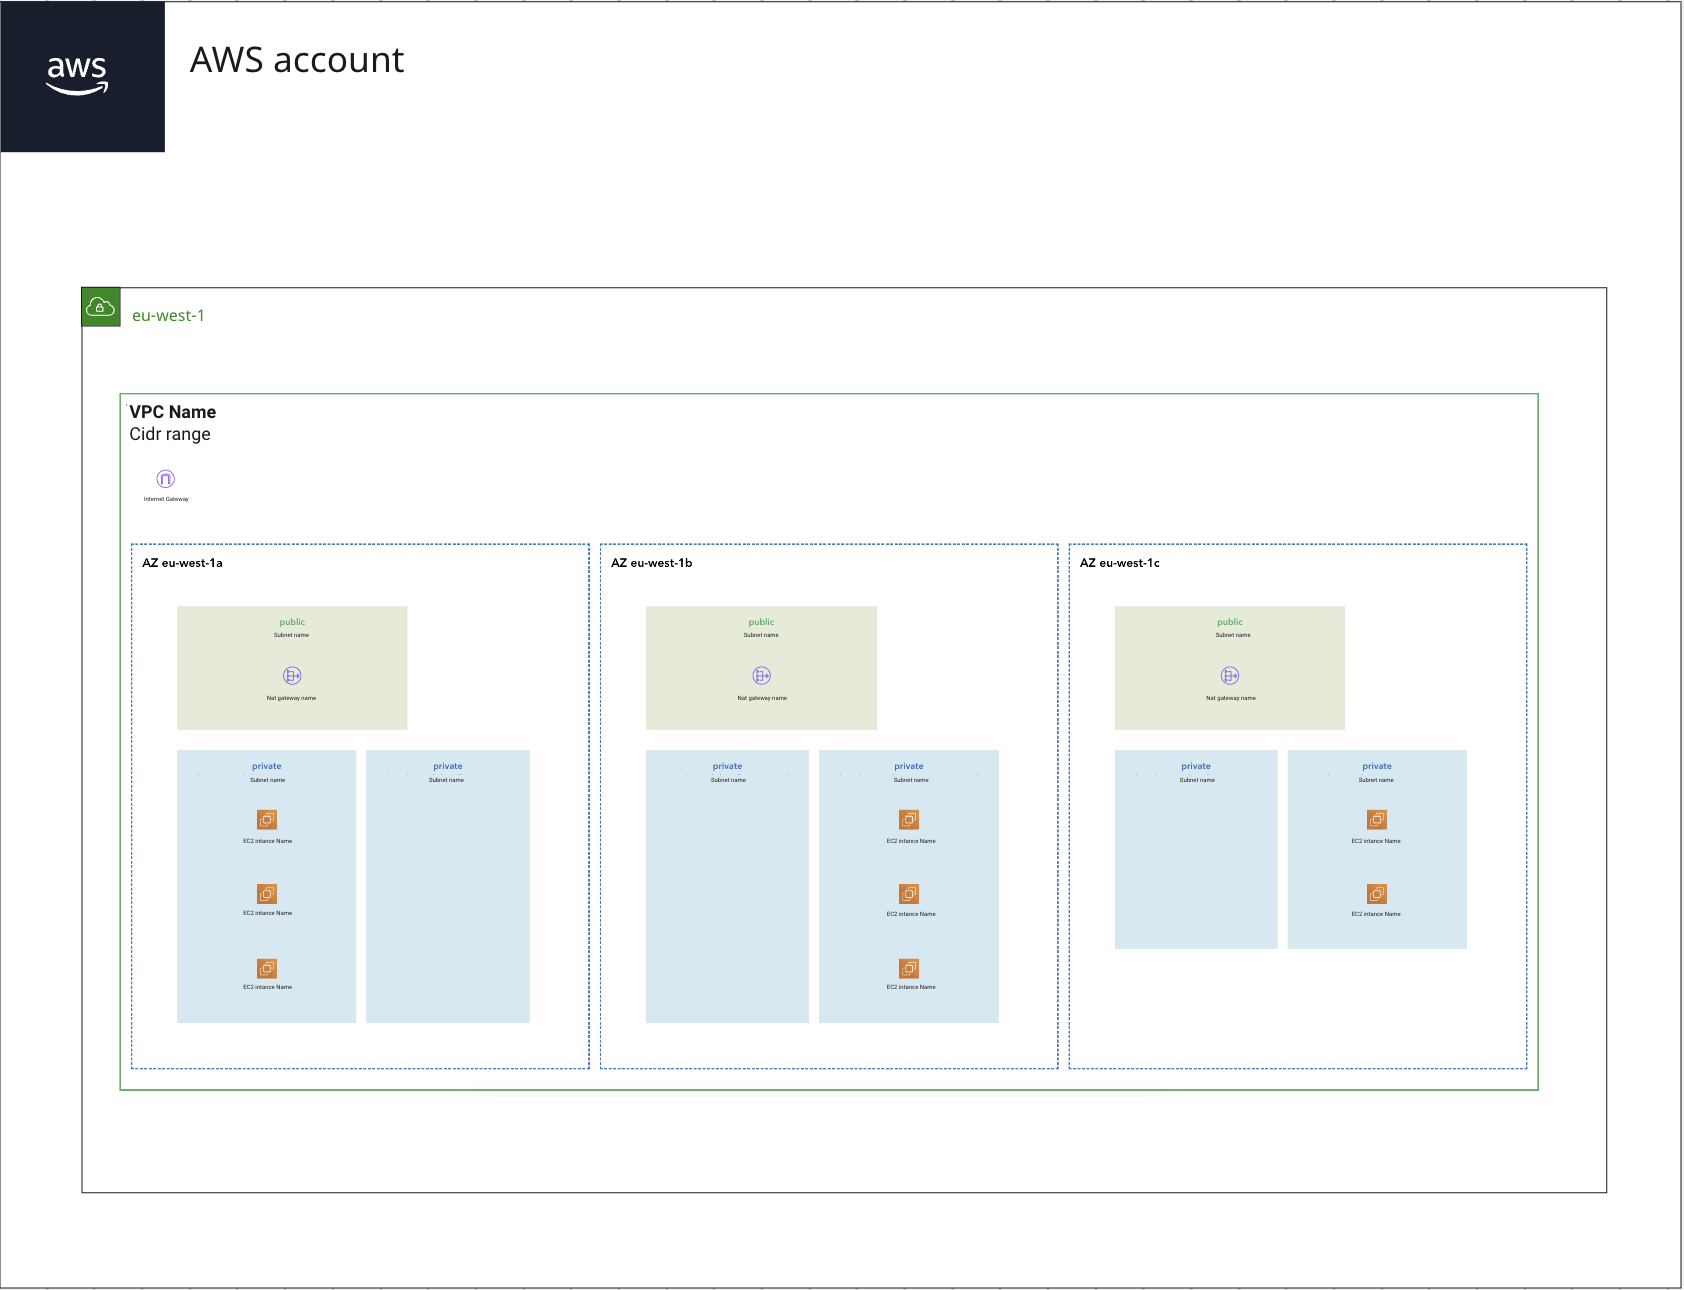 aws
AWS account
eu-west-1
VPC Name
Cidr range
Internet Gateway
AZ eu-west-1a
public
Subnet name
Nat gateway name
private
Subnet name
EC2 intance Name
EC2 intance Name
EC2 intance Name
private
Subnet name
AZ eu-west-1b
public
Subnet name
Nat gateway name
private
Subnet name
private
Subnet name
EC2 intance Name
EC2 intance Name
EC2 intance Name
AZ eu-west-1c
public
Subnet name
Nat gateway name
private
Subnet name
private
Subnet name
EC2 intance Name
EC2 intance Name